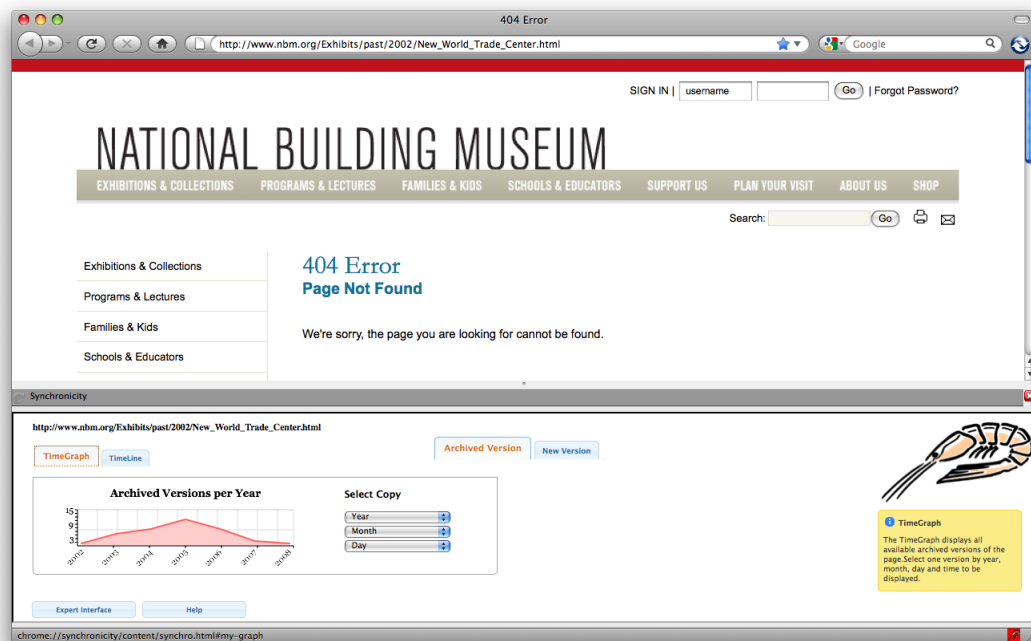 404 Error
http://www.nbm.org/Exhibits/past/2002/New_World_Trade_Center.html
Google
SIGN IN | username Go | Forgot Password?
NATIONAL BUILDING MUSEUM
EXHIBITIONS & COLLECTIONS PROGRAMS & LECTURES FAMILIES & KIDS SCHOOLS & EDUCATORS SUPPORT US PLAN YOUR VISIT ABOUT US SHOP
Search: Go
Exhibitions & Collections
Programs & Lectures
Families & Kids
Schools & Educators
404 Error
Page Not Found
We're sorry, the page you are looking for cannot be found.
Synchronicity
http://www.nbm.org/Exhibits/past/2002/New_World_Trade_Center.html
TimeGraph TimeLine
Archived Version New Version
Archived Versions per Year
15
9
3
2002 2003 2004 2005 2006 2007 2008
Select Copy
Year
Month
Day
TimeGraph
The TimeGraph displays all
available archived versions of the
page.Select one version by year,
month, day and time to be
displayed.
Expert Interface Help
chrome://synchronicity/content/synchro.html#my-graph